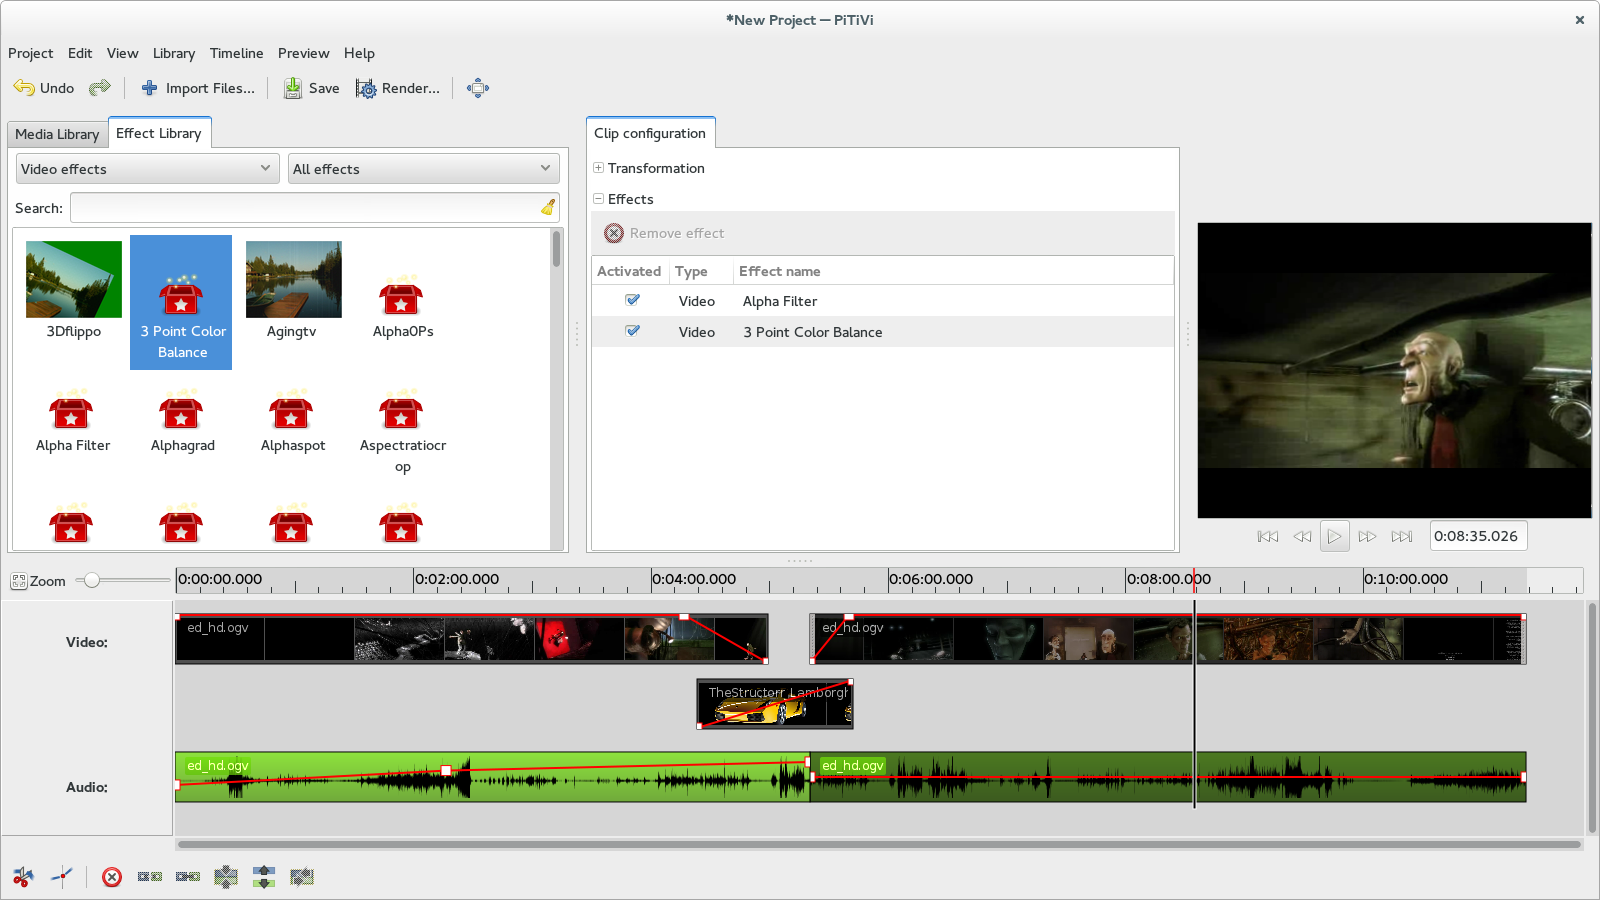 *New Project — PiTiVi
Project Edit View Library Timeline Preview Help
Undo Import Files... Save Render...
Media Library Effect Library
Video effects All effects
Search:
3Dflippo
3 Point Color
Balance
Agingtv
Alpha0Ps
Alpha Filter
Alphagrad
Alphaspot
Aspectratiocr
op
Clip configuration
Transformation
Effects
Remove effect
Activated Type Effect name
Video Alpha Filter
Video 3 Point Color Balance
0:08:35.026
Zoom 0:00:00.000 0:02:00.000 0:04:00.000 0:06:00.000 0:08:00.000 0:10:00.000
Video:
ed_hd.ogv
ed_hd.ogv
TheStructorr_Lamborgh
Audio:
ed_hd.ogv
ed_hd.ogv